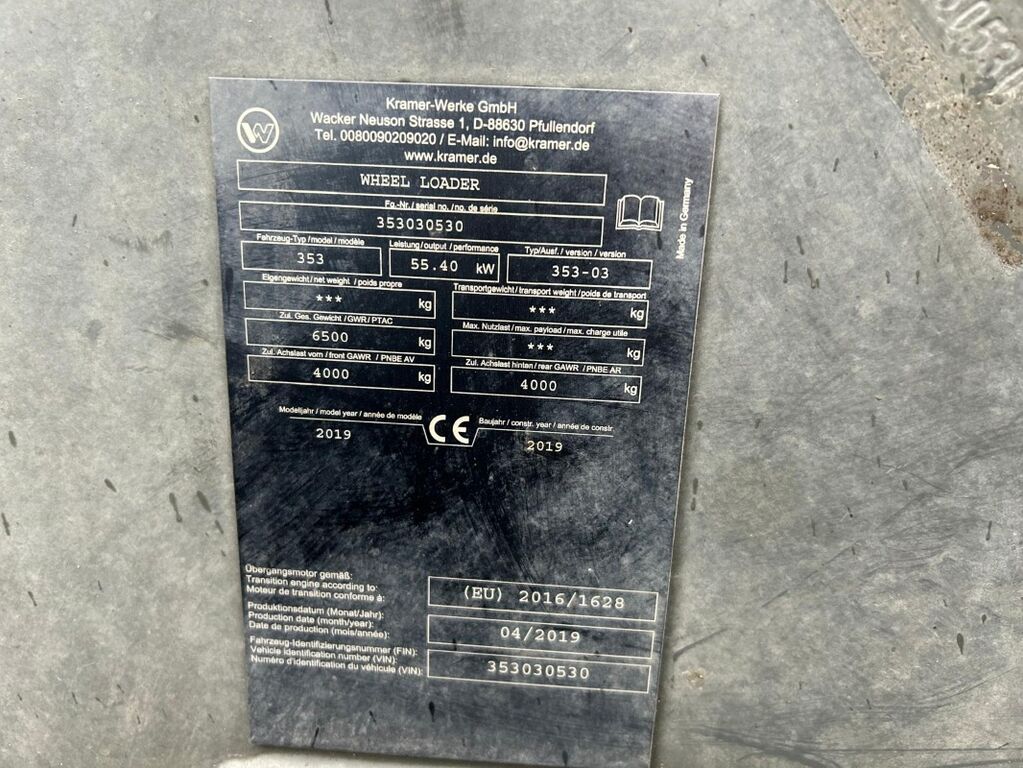 Kramer-Werke GmbH
Wacker Neuson Strasse 1, D-88630 Pfullendorf
Tel. 0080090209020 / E-Mail: info@kramer.de
www.kramer.de
WHEEL LOADER
Fg.-Nr. / serial no. / no. de série
353030530
Made in Germany
Fahrzeug-Typ / model / modèle
353
Leistung / output / performance
55.40 kW
Typ/Ausf. / version / version
353-03
Eigengewicht / net weight / poids propre
*** kg
Transportgewicht / transport weight / poids de transport
*** kg
Zul. Ges. Gewicht / GWR / PTAC
6500 kg
Max. Nutzlast / max. payload / max. charge utile
*** kg
Zul. Achslast vorn / front GAWR / PNBE AV
4000 kg
Zul. Achslast hinten / rear GAWR / PNBE AR
4000 kg
Modelljahr / model year / année de modèle
2019
CE
Baujahr / constr. year / année de constr.
2019
Übergangsmotor gemäß:
Transition engine according to:
Moteur de transition conforme à:
(EU) 2016/1628
Produktionsdatum (Monat/Jahr):
Production date (month/year):
Date de production (mois/année):
04/2019
Fahrzeug-Identifizierungsnummer (FIN):
Vehicle identification number (VIN):
Numéro d'identification du véhicule (VIN):
353030530